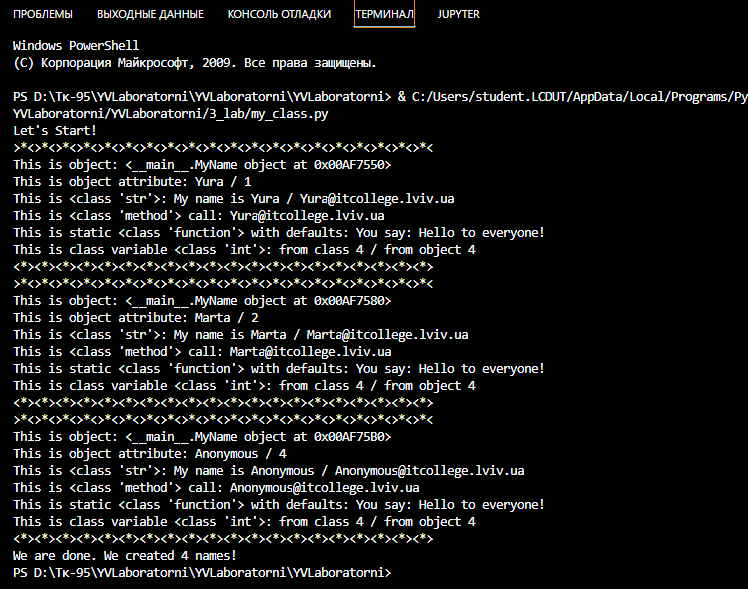 ПРОБЛЕМЫ ВЫХОДНЫЕ ДАННЫЕ КОНСОЛЬ ОТЛАДКИ ТЕРМИНАЛ JUPYTER
Windows PowerShell
(C) Корпорация Майкрософт, 2009. Все права защищены.
PS D:\Тк-95\YVLaboratorni\YVLaboratorni\YVLaboratorni> & C:/Users/student.LCDUT/AppData/Local/Programs/Py
YVLaboratorni/YVLaboratorni/3_lab/my_class.py
Let's Start!
>*<>*<>*<>*<>*<>*<>*<>*<>*<>*<>*<>*<>*<>*<>*<>*<>*<>*<>*<>*<
This is object: <__main__.MyName object at 0x00AF7550>
This is object attribute: Yura / 1
This is <class 'str'>: My name is Yura / Yura@itcollege.lviv.ua
This is <class 'method'> call: Yura@itcollege.lviv.ua
This is static <class 'function'> with defaults: You say: Hello to everyone!
This is class variable <class 'int'>: from class 4 / from object 4
<*><*><*><*><*><*><*><*><*><*><*><*><*><*><*><*><*><*><*><*>
>*<>*<>*<>*<>*<>*<>*<>*<>*<>*<>*<>*<>*<>*<>*<>*<>*<>*<>*<>*<
This is object: <__main__.MyName object at 0x00AF7580>
This is object attribute: Marta / 2
This is <class 'str'>: My name is Marta / Marta@itcollege.lviv.ua
This is <class 'method'> call: Marta@itcollege.lviv.ua
This is static <class 'function'> with defaults: You say: Hello to everyone!
This is class variable <class 'int'>: from class 4 / from object 4
<*><*><*><*><*><*><*><*><*><*><*><*><*><*><*><*><*><*><*><*>
>*<>*<>*<>*<>*<>*<>*<>*<>*<>*<>*<>*<>*<>*<>*<>*<>*<>*<>*<>*<
This is object: <__main__.MyName object at 0x00AF75B0>
This is object attribute: Anonymous / 4
This is <class 'str'>: My name is Anonymous / Anonymous@itcollege.lviv.ua
This is <class 'method'> call: Anonymous@itcollege.lviv.ua
This is static <class 'function'> with defaults: You say: Hello to everyone!
This is class variable <class 'int'>: from class 4 / from object 4
<*><*><*><*><*><*><*><*><*><*><*><*><*><*><*><*><*><*><*><*>
We are done. We created 4 names!
PS D:\Тк-95\YVLaboratorni\YVLaboratorni\YVLaboratorni>